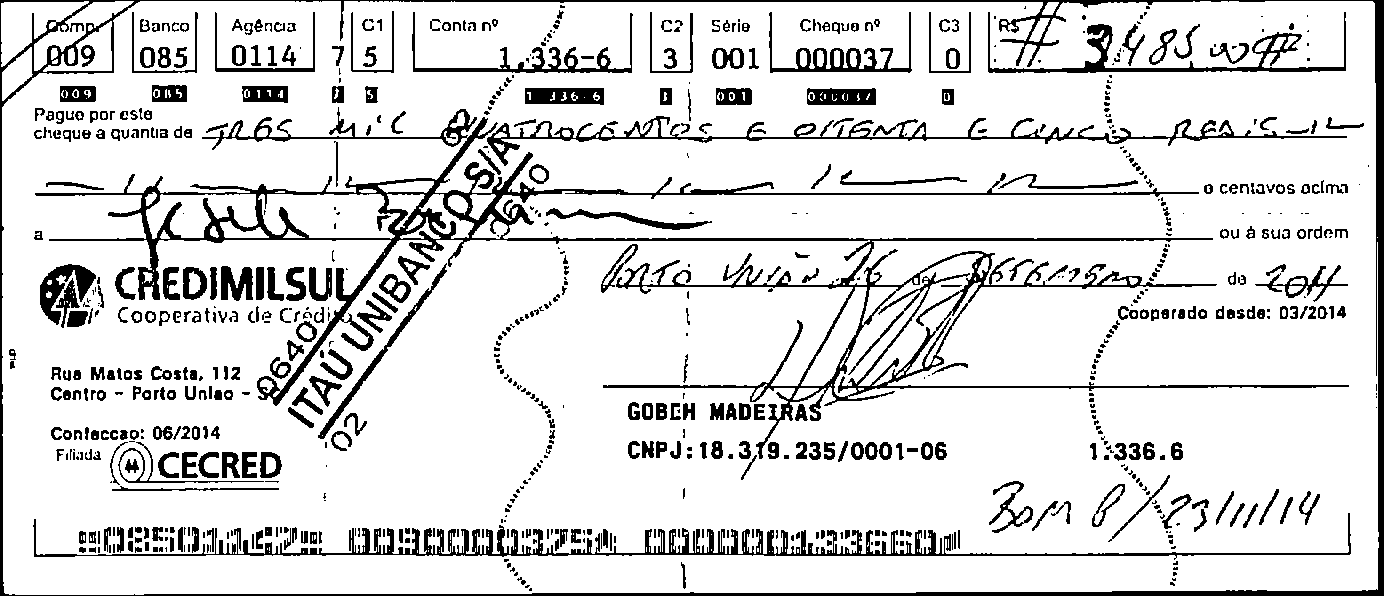 Comp. Banco Agência C1 Conta nº C2 Série Cheque nº C3 R$
009 085 0114 7 5 1.336-6 3 001 000037 0 # 3485,00 #
009 085 0114 7 5 1 336-6 3 001 000037 0
Pague por este
cheque a quantia de TRES MIL QUATROCENTOS E OITENTA E CINCO REAIS
e centavos acima
a ou à sua ordem
PORTO UNIÃO 26 de SETEMBRO de 2014
CREDIMILSUL
Cooperativa de Crédito
Cooperado desde: 03/2014
0640
ITAÚ UNIBANCO S/A
0640
02
Rua Matos Costa, 112
Centro - Porto Uniao - S
GOBEH MADEIRAS
CNPJ:18.319.235/0001-06 1.336.6
Confeccao: 06/2014
Filiada CECRED
BOM P/ 23/11/14
08501147 0090000375 000001336660